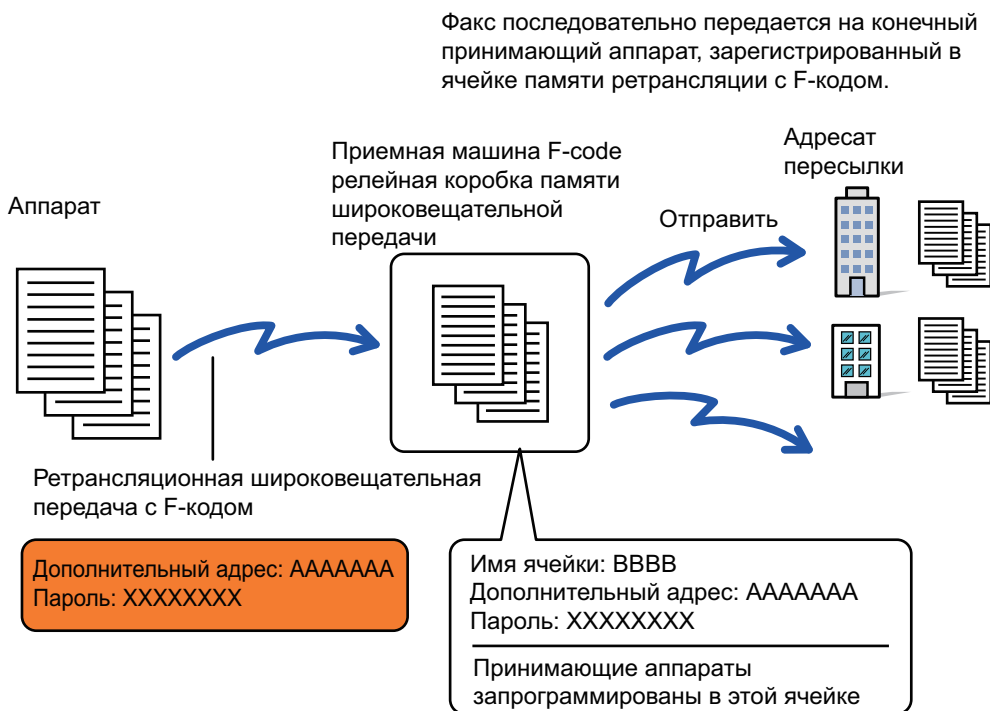 Факс последовательно передается на конечный
принимающий аппарат, зарегистрированный в
ячейке памяти ретрансляции с F-кодом.
Адресат
пересылки
Приемная машина F-code
релейная коробка памяти
широковещательной
передачи
Аппарат
Отправить
Ретрансляционная широковещательная
передача с F-кодом
Дополнительный адрес: AAAAAAA
Пароль: XXXXXXXX
Имя ячейки: BBBB
Дополнительный адрес: AAAAAAA
Пароль: XXXXXXXX
Принимающие аппараты
запрограммированы в этой ячейке